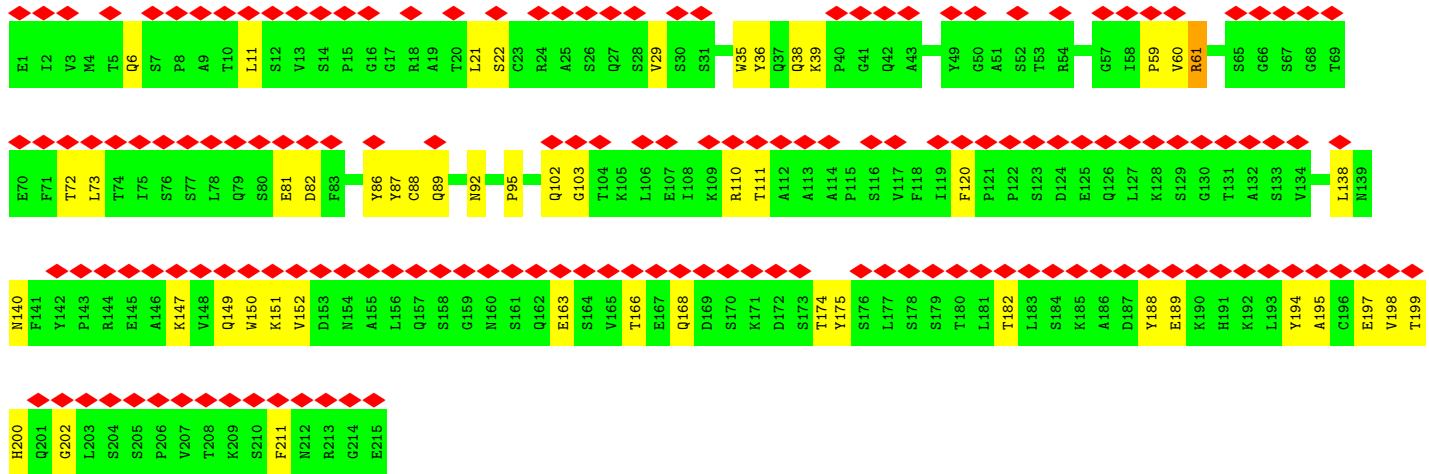 E1 I2 V3 M4 T5 Q6 S7 P8 A9 T10 L11 S12 V13 S14 P15 G16 G17 R18 A19 T20 L21 S22 C23 R24 A25 S26 Q27 S28 V29 S30 S31 W35 Y36 Q37 Q38 K39 P40 G41 Q42 A43 Y49 G50 A51 S52 T53 R54 G57 I58 P59 V60 R61 S65 G66 S67 G68 T69
E70 F71 T72 L73 T74 I75 S76 S77 L78 Q79 S80 E81 D82 F83 Y86 Y87 C88 Q89 N92 P95 Q102 G103 T104 K105 L106 E107 I108 K109 R110 T111 A112 A113 A114 P115 S116 V117 F118 I119 F120 P121 P122 S123 D124 E125 Q126 L127 K128 S129 G130 T131 A132 S133 V134 L138 N139
N140 F141 Y142 P143 R144 E145 A146 K147 V148 Q149 W150 K151 V152 D153 N154 A155 L156 Q157 S158 G159 N160 S161 Q162 E163 S164 V165 T166 E167 Q168 D169 S170 K171 D172 S173 T174 Y175 S176 L177 S178 S179 T180 L181 T182 L183 S184 K185 A186 D187 Y188 E189 K190 H191 K192 L193 Y194 A195 C196 E197 V198 T199
H200 Q201 G202 L203 S204 S205 P206 V207 T208 K209 S210 F211 N212 R213 G214 E215